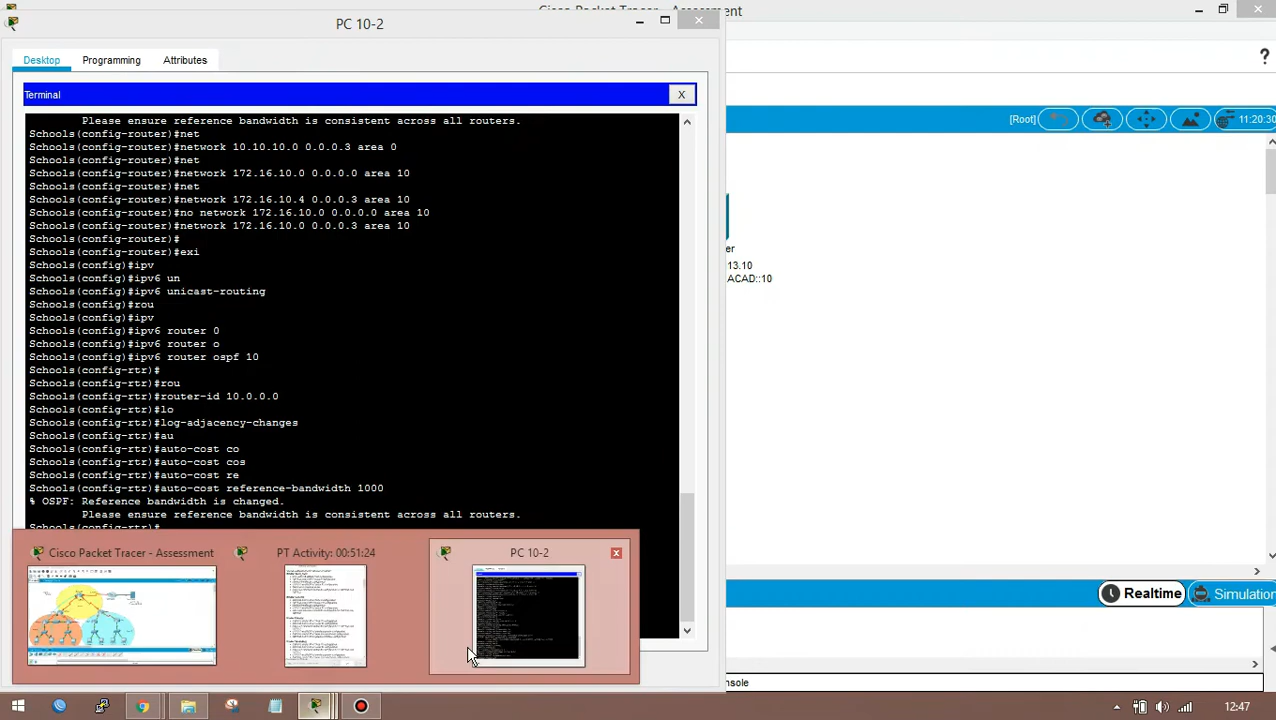 Cisco Packet Tracer - Assessment
PC 10-2
Desktop
Programming
Attributes
Terminal
X
Please ensure reference bandwidth is consistent across all routers.
Schools(config-router)#net
Schools(config-router)#network 10.10.10.0 0.0.0.3 area 0
Schools(config-router)#net
Schools(config-router)#network 172.16.10.0 0.0.0.0 area 10
Schools(config-router)#net
Schools(config-router)#network 172.16.10.4 0.0.0.3 area 10
Schools(config-router)#no network 172.16.10.0 0.0.0.0 area 10
Schools(config-router)#network 172.16.10.0 0.0.0.3 area 10
Schools(config-router)#
Schools(config-router)#exi
Schools(config)#ipv
Schools(config)#ipv6 un
Schools(config)#ipv6 unicast-routing
Schools(config)#rou
Schools(config)#ipv
Schools(config)#ipv6 router 0
Schools(config)#ipv6 router o
Schools(config)#ipv6 router ospf 10
Schools(config-rtr)#
Schools(config-rtr)#rou
Schools(config-rtr)#router-id 10.0.0.0
Schools(config-rtr)#lo
Schools(config-rtr)#log-adjacency-changes
Schools(config-rtr)#au
Schools(config-rtr)#auto-cost co
Schools(config-rtr)#auto-cost cos
Schools(config-rtr)#auto-cost re
Schools(config-rtr)#auto-cost reference-bandwidth 1000
% OSPF: Reference bandwidth is changed.
Please ensure reference bandwidth is consistent across all routers.
Schools(config-rtr)#
?
[Root]
11:20:30
er
13.10
ACAD::10
Realtime
Simulation
nsole
Cisco Packet Tracer - Assessment
PT Activity: 00:51:24
PC 10-2
12:47